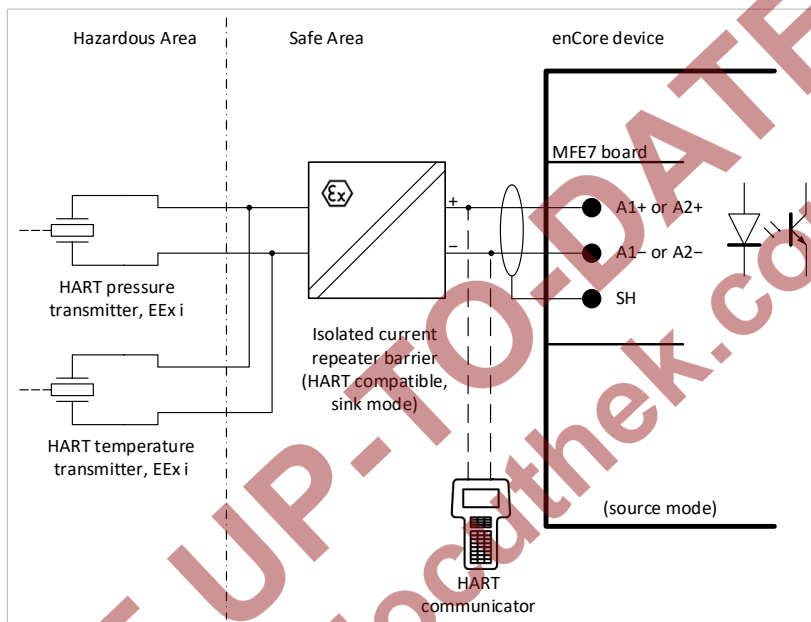 Hazardous Area
Safe Area
enCore device
MFE7 board
Ex
+
A1+ or A2+
−
A1− or A2−
SH
HART pressure
transmitter, EEx i
Isolated current
repeater barrier
(HART compatible,
sink mode)
HART temperature
transmitter, EEx i
(source mode)
HART
communicator
UP-TO-DATE